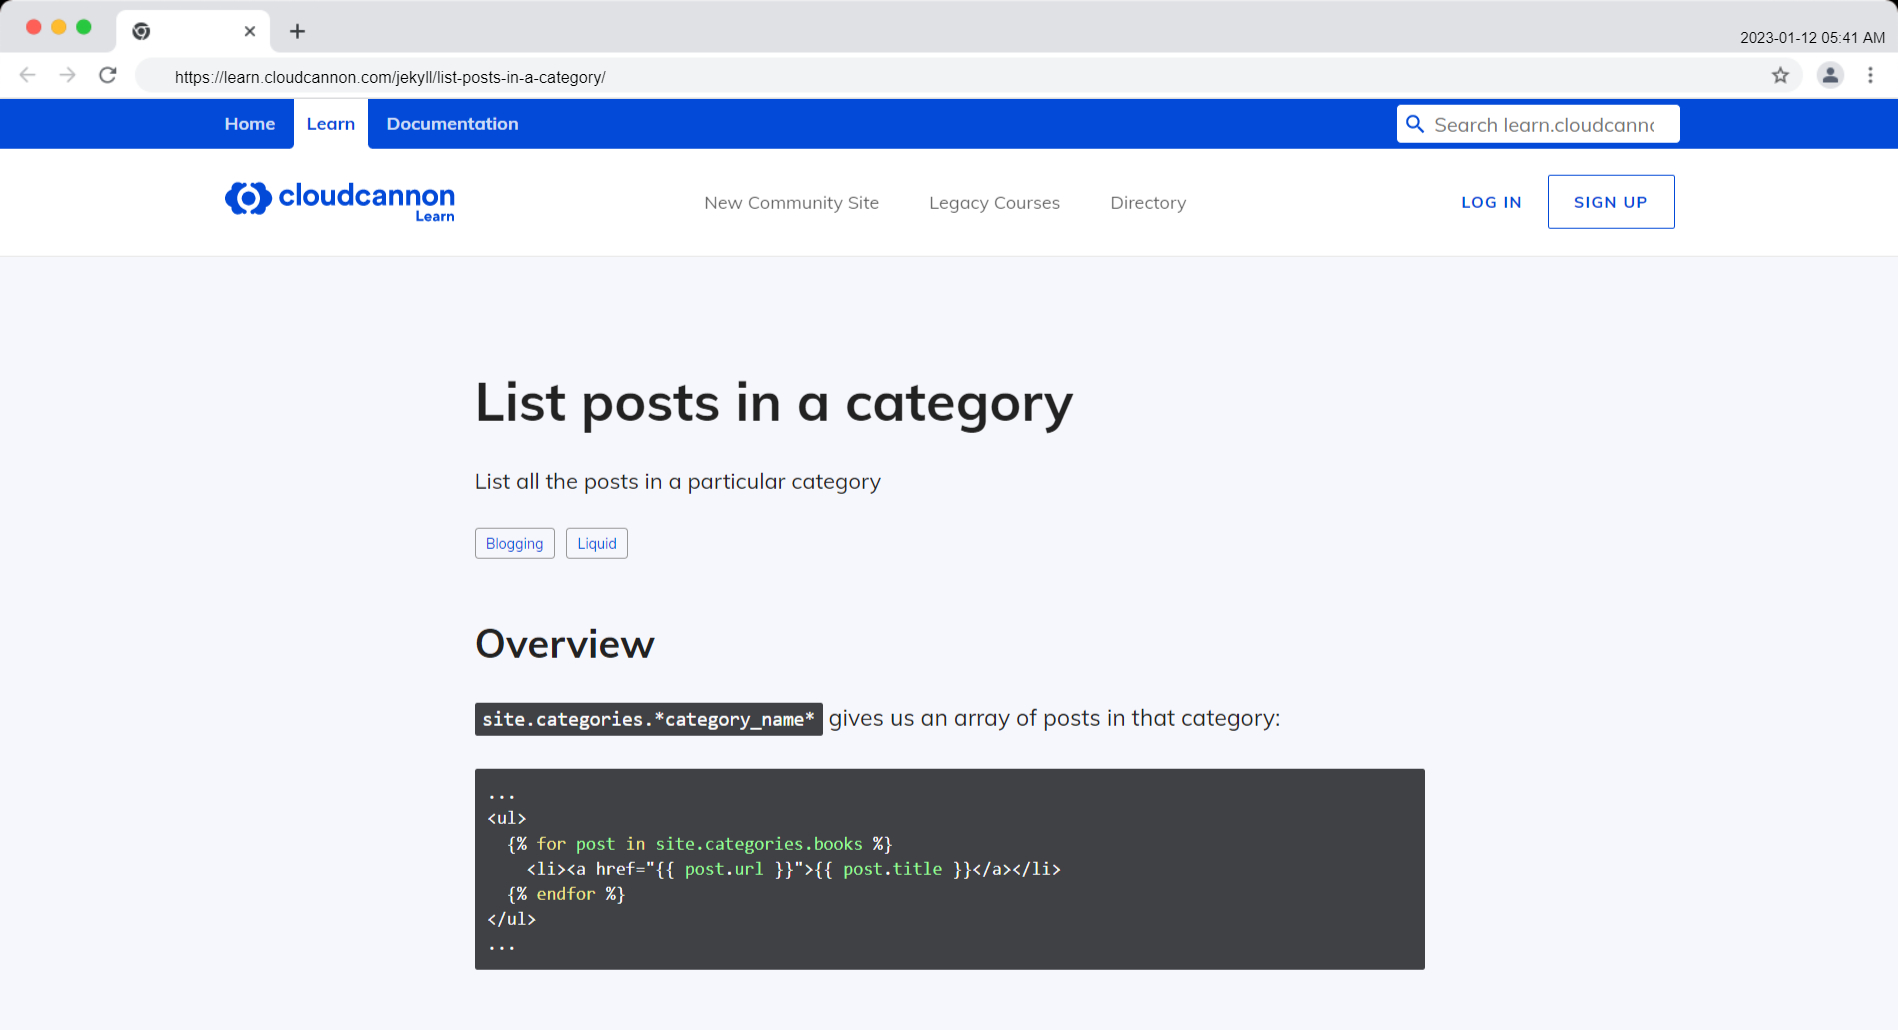 2023-01-12 05:41 AM
https://learn.cloudcannon.com/jekyll/list-posts-in-a-category/
Home Learn Documentation
Search learn.cloudcanno
cloudcannon
Learn
New Community Site Legacy Courses Directory
LOG IN SIGN UP
List posts in a category
List all the posts in a particular category
Blogging Liquid
Overview
site.categories.*category_name* gives us an array of posts in that category:
...
<ul>
  {% for post in site.categories.books %}
    <li><a href="{{ post.url }}">{{ post.title }}</a></li>
  {% endfor %}
</ul>
...